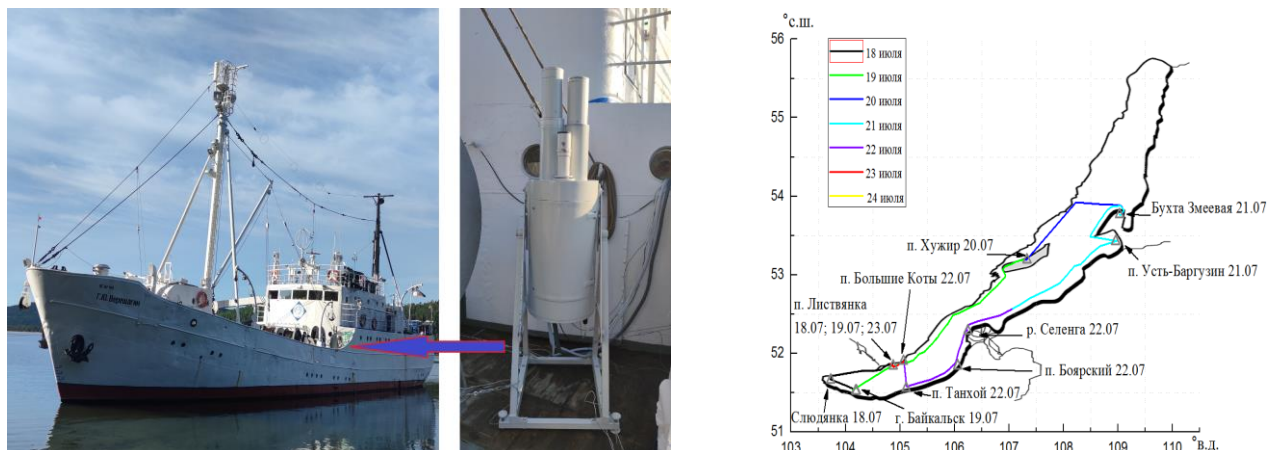 Г.Ю. Верещагин
°с.ш.
56
55
54
53
52
51
103
104
105
106
107
108
109
110
°в.д.
18 июля
19 июля
20 июля
21 июля
22 июля
23 июля
24 июля
Бухта Змеевая 21.07
п. Хужир 20.07
п. Усть-Баргузин 21.07
п. Большие Коты 22.07
п. Листвянка
18.07; 19.07; 23.07
р. Селенга 22.07
п. Боярский 22.07
п. Танхой 22.07
Слюдянка 18.07
г. Байкальск 19.07